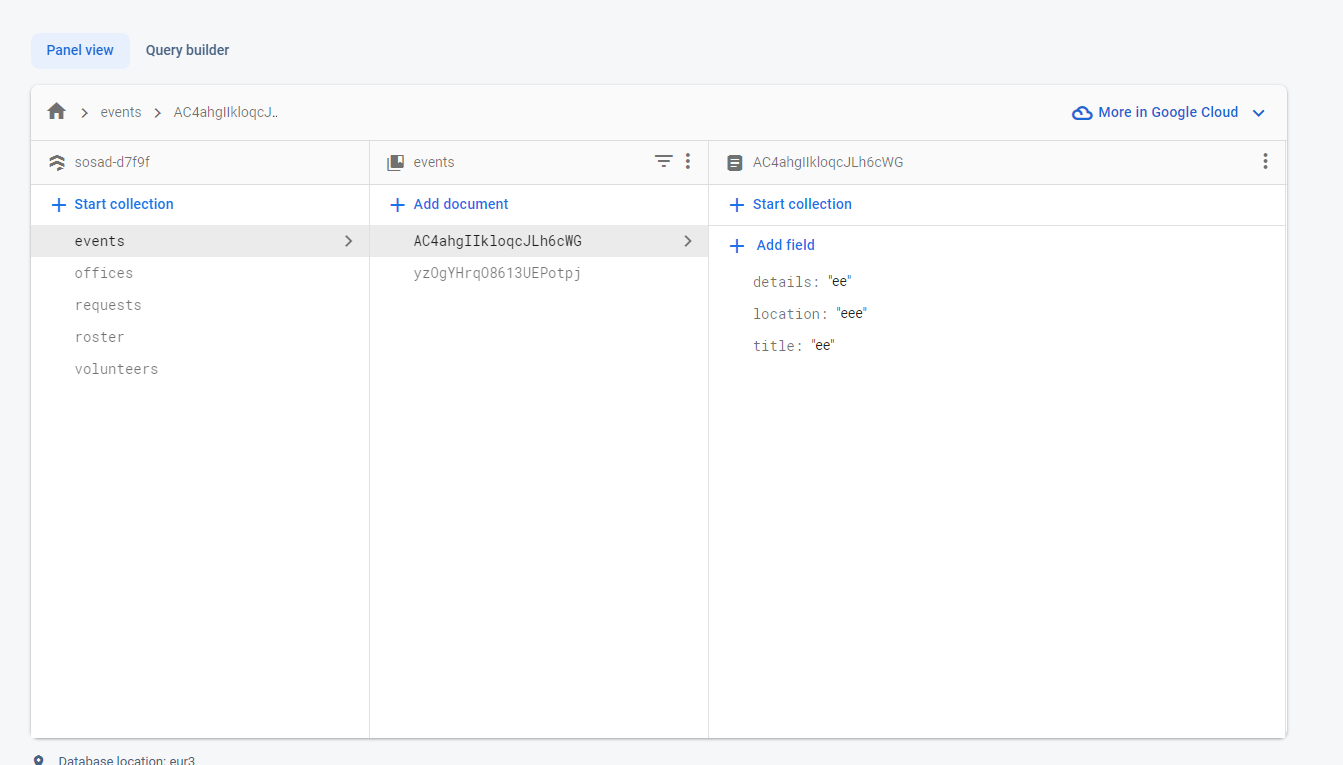 Panel view Query builder
events AC4ahgIIkloqcJ..
More in Google Cloud
sosad-d7f9f
events
AC4ahgIIkloqcJLh6cWG
Start collection
Add document
Start collection
events
offices
requests
roster
volunteers
AC4ahgIIkloqcJLh6cWG
yzOgYHrqO8613UEPotpj
Add field
details: "ee"
location: "eee"
title: "ee"
Database location: eur3